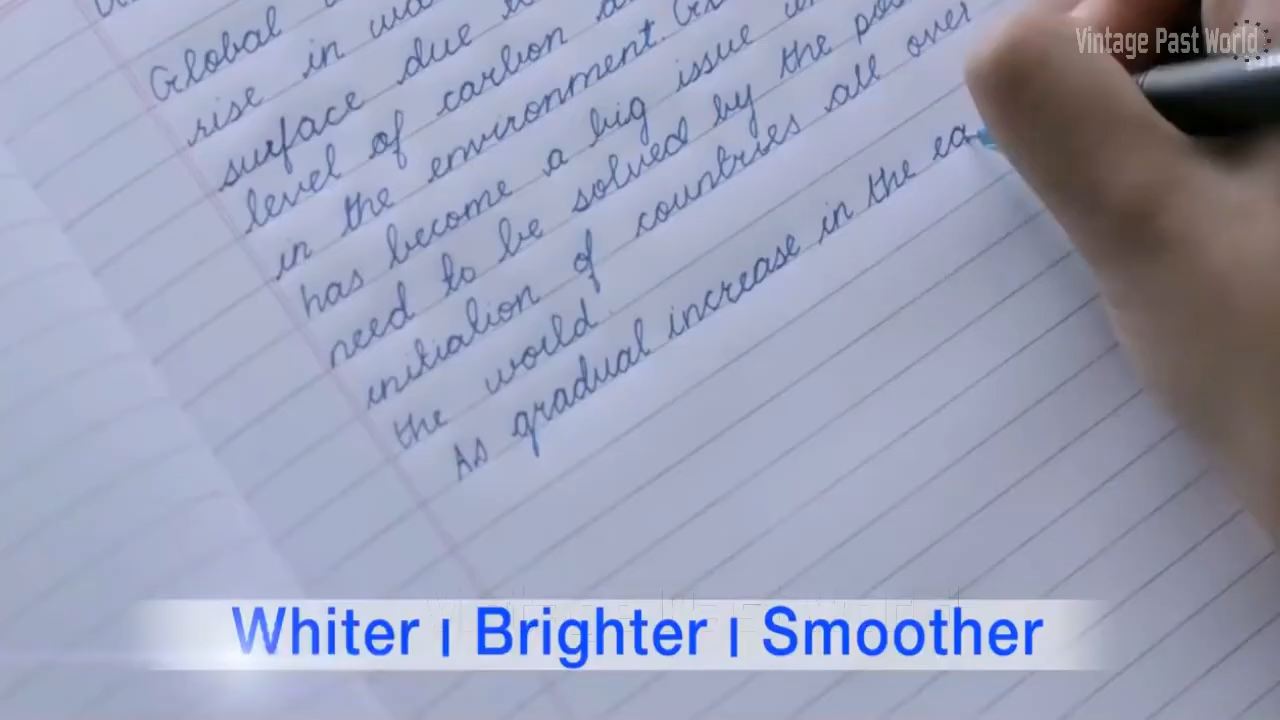 Vintage Past World
Global
rise in
surface due
level of carbon
in the environment.
has become a big issue
need to be solved by the
initiation of countries all over
the world.
As gradual increase in the ea
Whiter | Brighter | Smoother